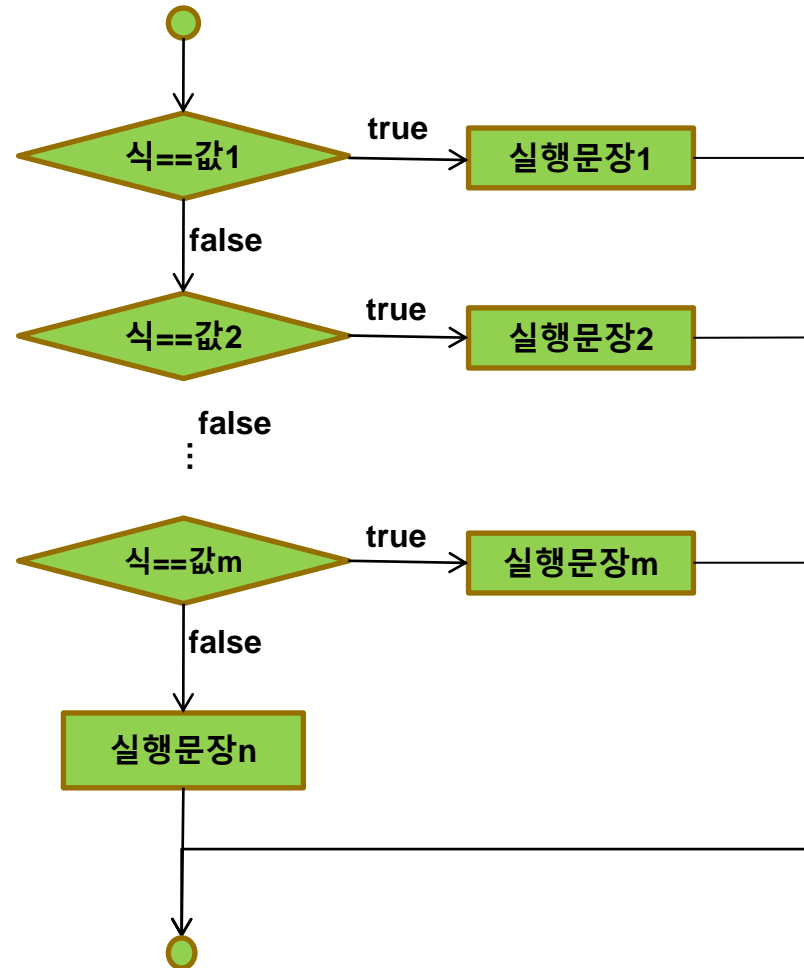 true
식==값1
실행문장1
false
true
식==값2
실행문장2
false
⋮
true
식==값m
실행문장m
false
실행문장n